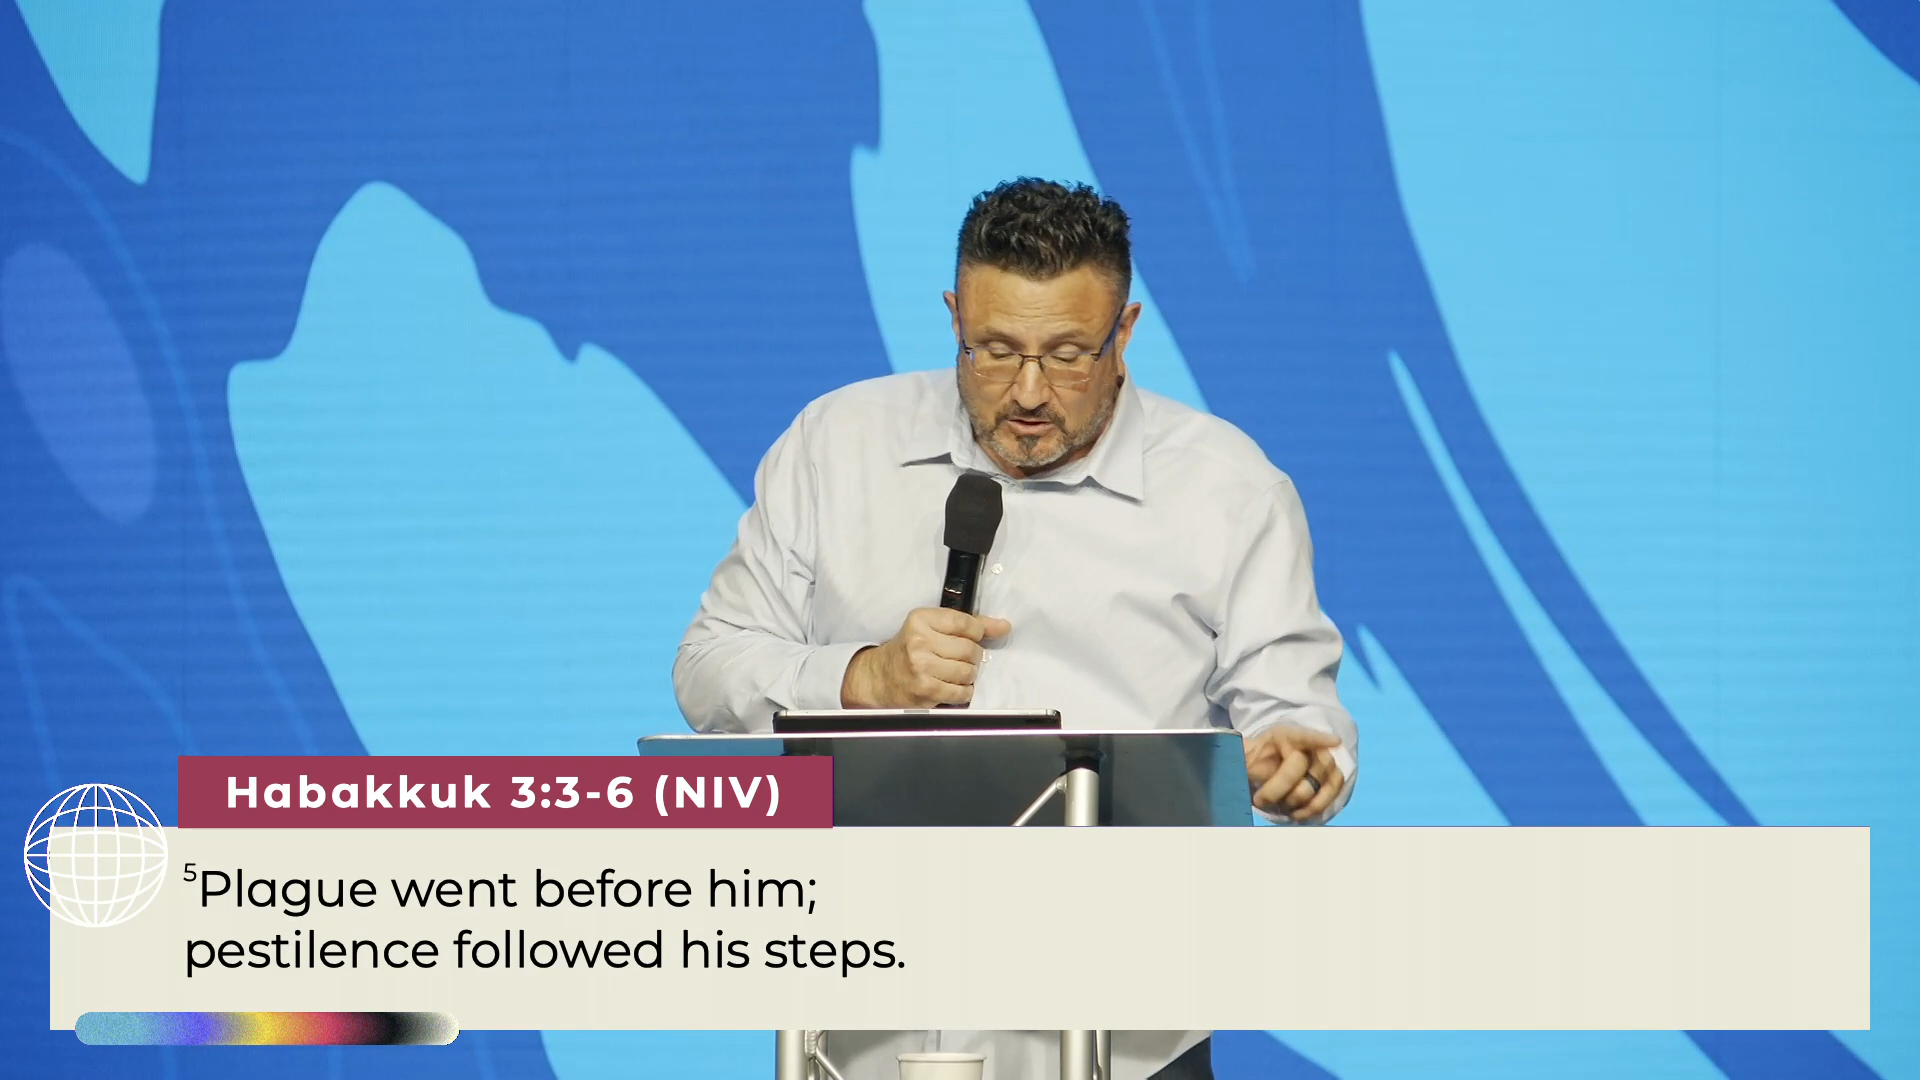 Habakkuk 3:3-6 (NIV)
⁵Plague went before him;
pestilence followed his steps.